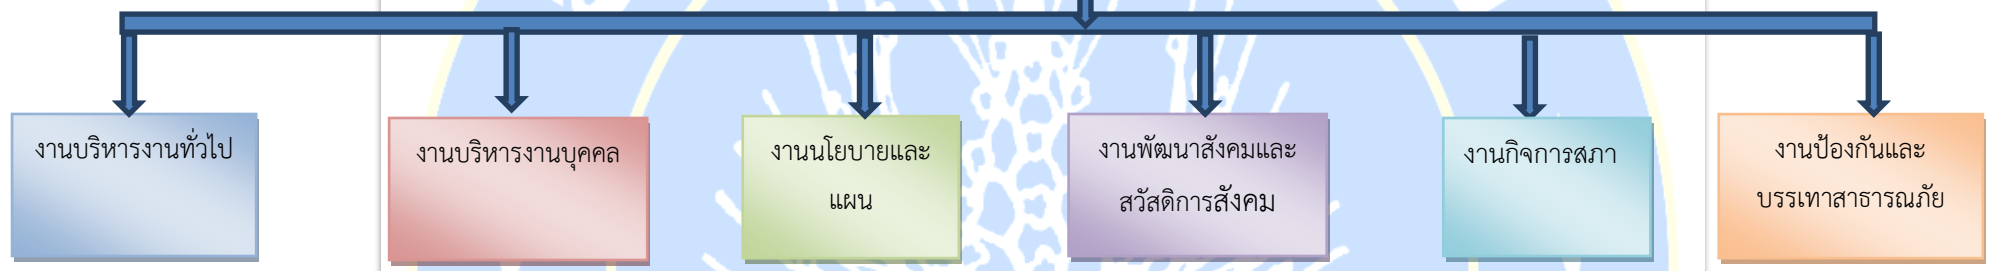 งานบริหารงานทั่วไป
งานบริหารงานบุคคล
งานนโยบายและ
แผน
งานพัฒนาสังคมและ
สวัสดิการสังคม
งานกิจการสภา
งานป้องกันและ
บรรเทาสาธารณภัย